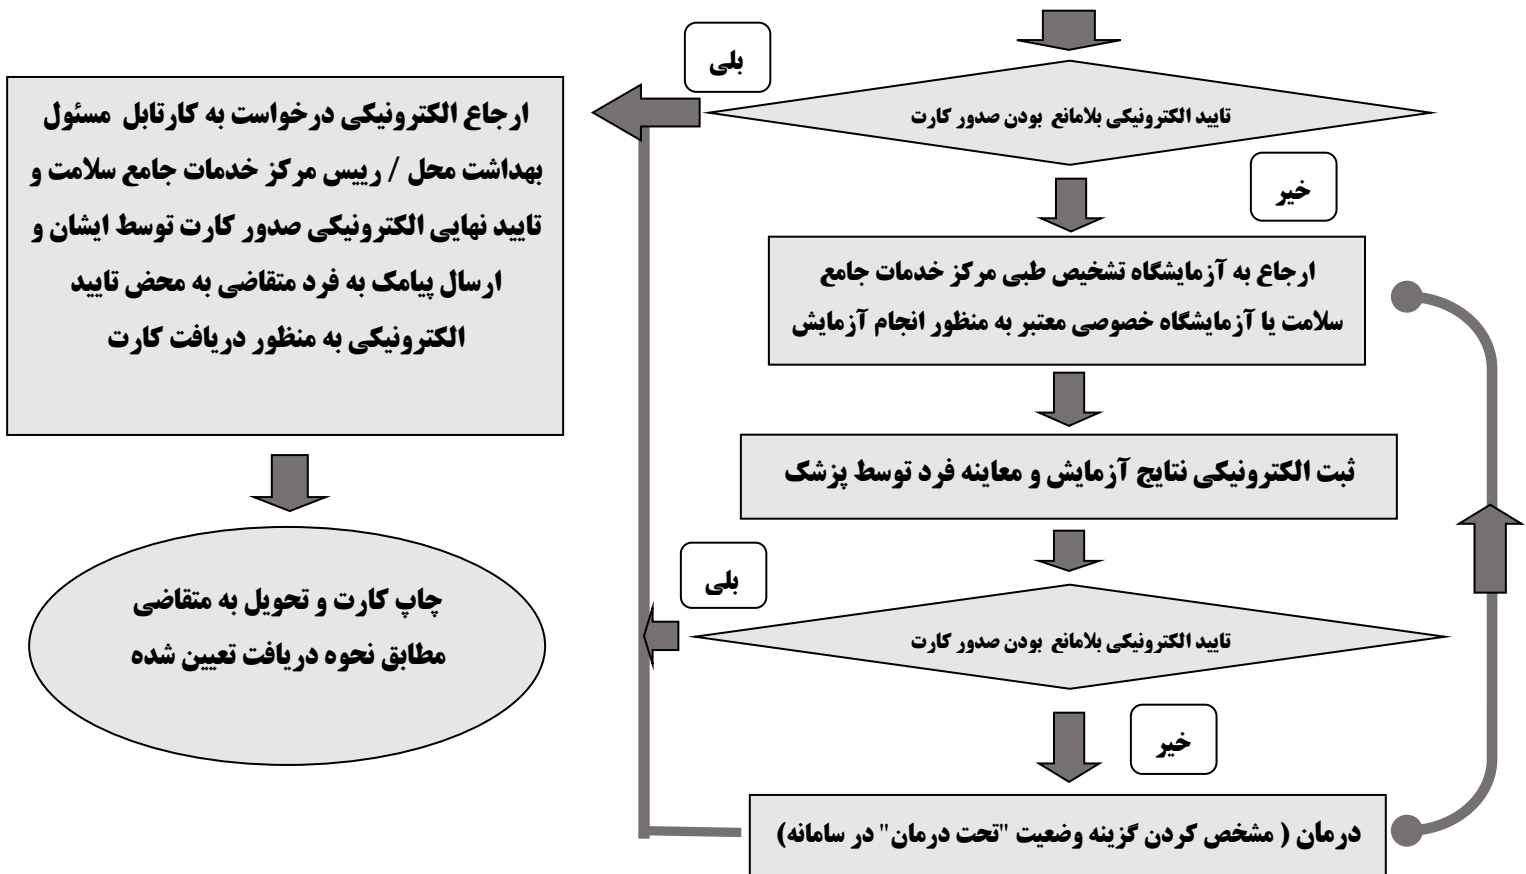 بلی
تایید الکترونیکی بلامانع بودن صدور کارت
خیر
ارجاع به آزمایشگاه تشخیص طبی مرکز خدمات جامع
سلامت یا آزمایشگاه خصوصی معتبر به منظور انجام آزمایش
ثبت الکترونیکی نتایج آزمایش و معاینه فرد توسط پزشک
بلی
تایید الکترونیکی بلامانع بودن صدور کارت
خیر
درمان ( مشخص کردن گزینه وضعیت "تحت درمان" در سامانه)
ارجاع الکترونیکی درخواست به کارتابل مسئول
بهداشت محل / رییس مرکز خدمات جامع سلامت و
تایید نهایی الکترونیکی صدور کارت توسط ایشان و
ارسال پیامک به فرد متقاضی به محض تایید
الکترونیکی به منظور دریافت کارت
چاپ کارت و تحویل به متقاضی
مطابق نحوه دریافت تعیین شده